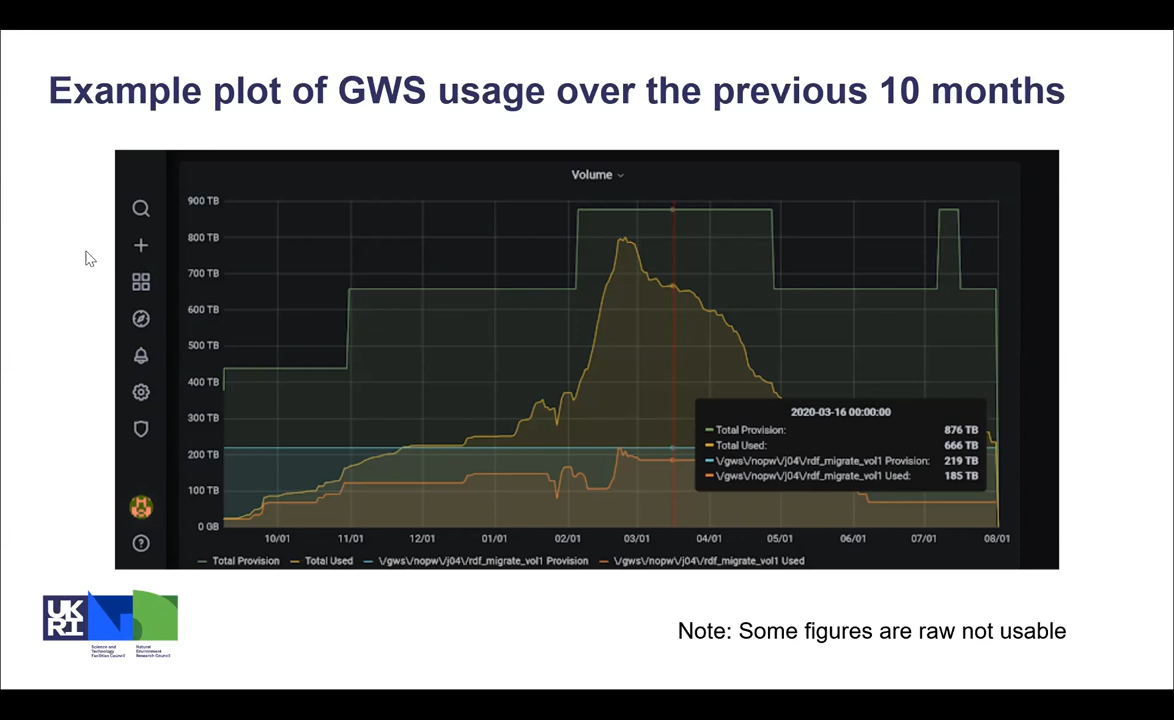 Example plot of GWS usage over the previous 10 months
Volume
900 TB
800 TB
700 TB
600 TB
500 TB
400 TB
300 TB
200 TB
100 TB
0 GB
2020-03-16 00:00:00
Total Provision: 876 TB
Total Used: 666 TB
\/gws\/nopw\/j04\/rdf_migrate_vol1 Provision: 219 TB
\/gws\/nopw\/j04\/rdf_migrate_vol1 Used: 185 TB
10/01 11/01 12/01 01/01 02/01 03/01 04/01 05/01 06/01 07/01 08/01
Total Provision Total Used \/gws\/nopw\/j04\/rdf_migrate_vol1 Provision \/gws\/nopw\/j04\/rdf_migrate_vol1 Used
UK
RI
Science and
Technology
Facilities Council
Natural
Environment
Research Council
Note: Some figures are raw not usable